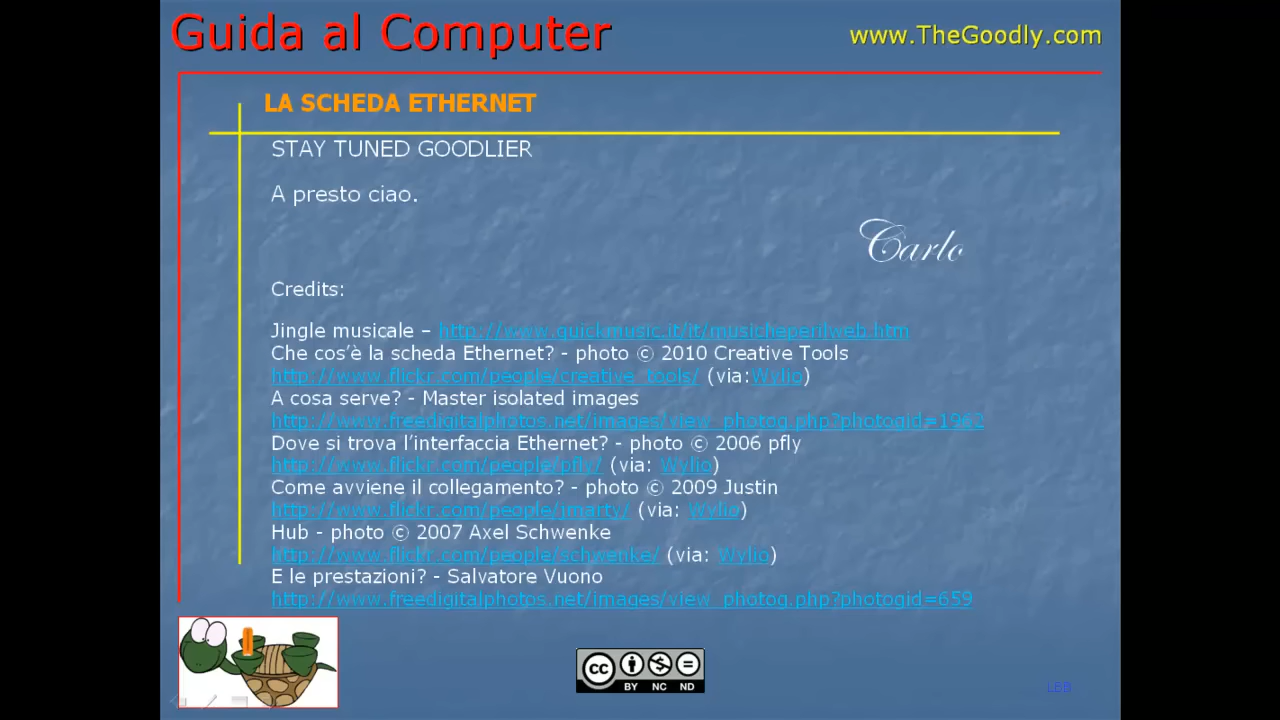 Guida al Computer
www.TheGoodly.com
LA SCHEDA ETHERNET
STAY TUNED GOODLIER
A presto ciao.
Carlo
Credits:
Jingle musicale – http://www.quickmusic.it/it/musicheperilweb.htm
Che cos’è la scheda Ethernet? - photo © 2010 Creative Tools
http://www.flickr.com/people/creative_tools/ (via:Wylio)
A cosa serve? - Master isolated images
http://www.freedigitalphotos.net/images/view_photog.php?photogid=1962
Dove si trova l’interfaccia Ethernet? - photo © 2006 pfly
http://www.flickr.com/people/pfly/ (via: Wylio)
Come avviene il collegamento? - photo © 2009 Justin
http://www.flickr.com/people/jmarty/ (via: Wylio)
Hub - photo © 2007 Axel Schwenke
http://www.flickr.com/people/schwenke/ (via: Wylio)
E le prestazioni? - Salvatore Vuono
http://www.freedigitalphotos.net/images/view_photog.php?photogid=659
cc
BY NC ND